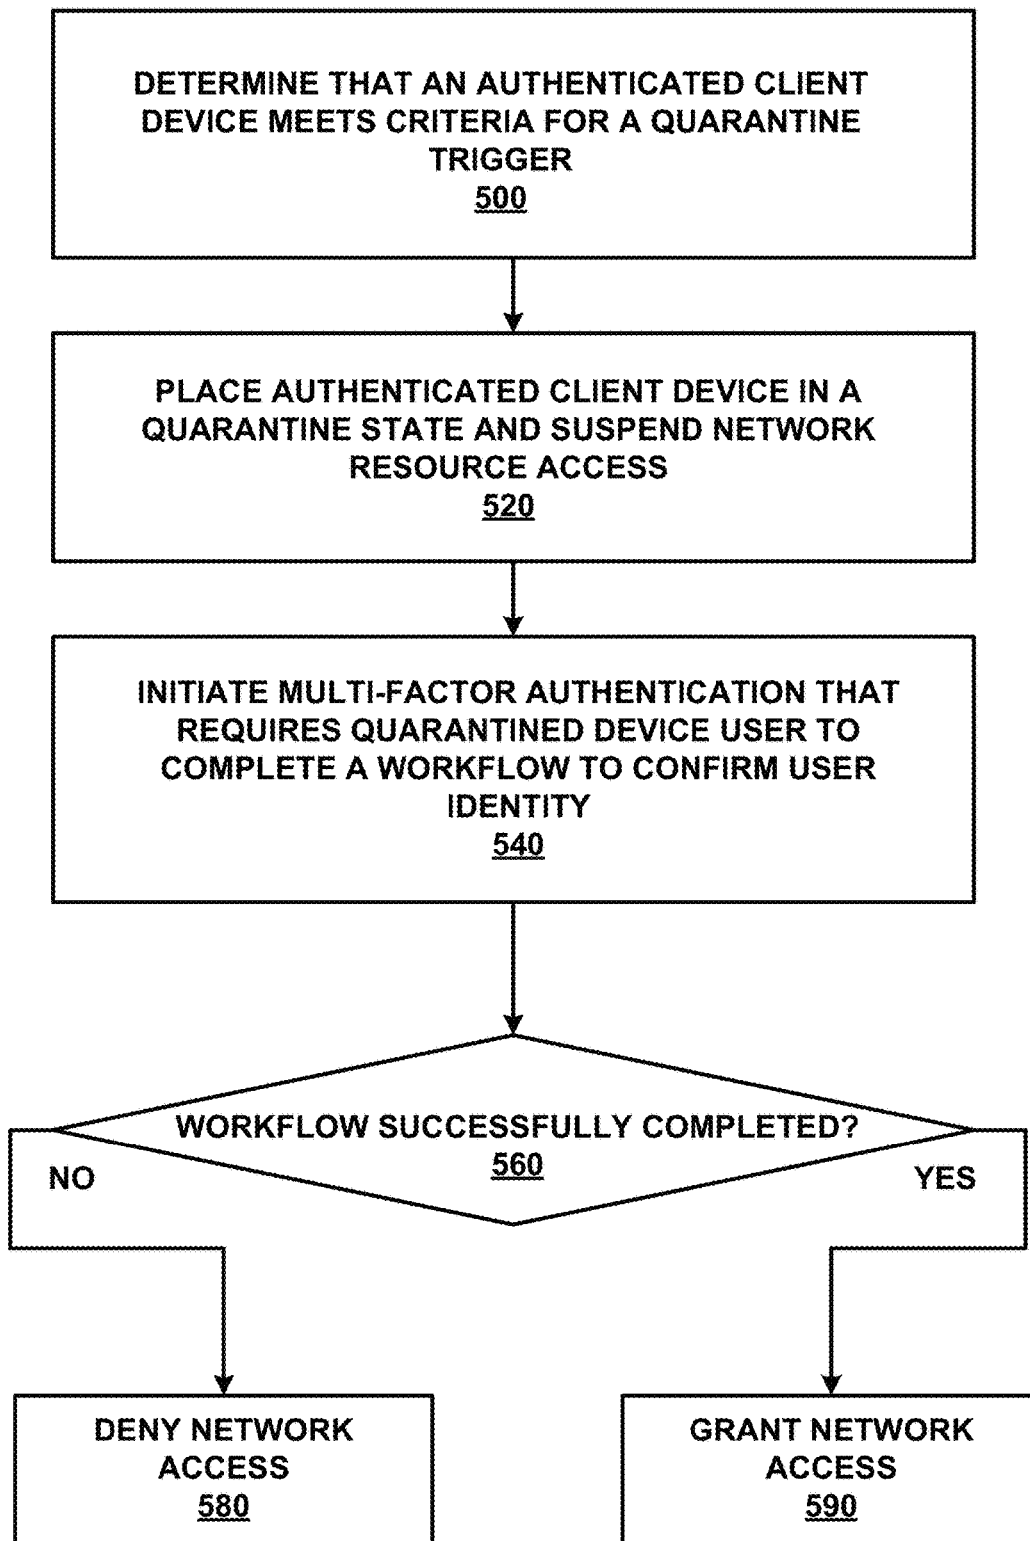 DETERMINE THAT AN AUTHENTICATED CLIENT
DEVICE MEETS CRITERIA FOR A QUARANTINE
TRIGGER
500
PLACE AUTHENTICATED CLIENT DEVICE IN A
QUARANTINE STATE AND SUSPEND NETWORK
RESOURCE ACCESS
520
INITIATE MULTI-FACTOR AUTHENTICATION THAT
REQUIRES QUARANTINED DEVICE USER TO
COMPLETE A WORKFLOW TO CONFIRM USER
IDENTITY
540
WORKFLOW SUCCESSFULLY COMPLETED?
560
NO
YES
DENY NETWORK
ACCESS
580
GRANT NETWORK
ACCESS
590